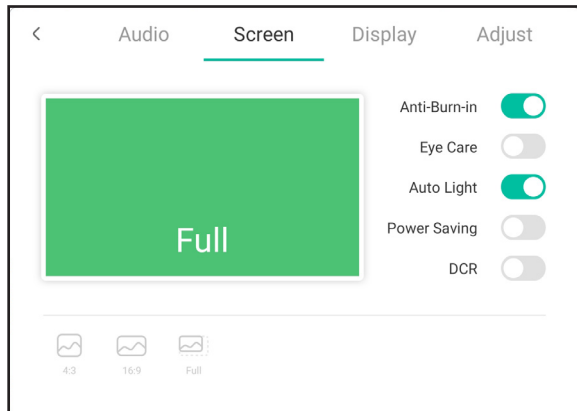 Audio Screen Display Adjust
Anti-Burn-in
Eye Care
Auto Light
Power Saving
DCR
Full
4:3 16:9 Full